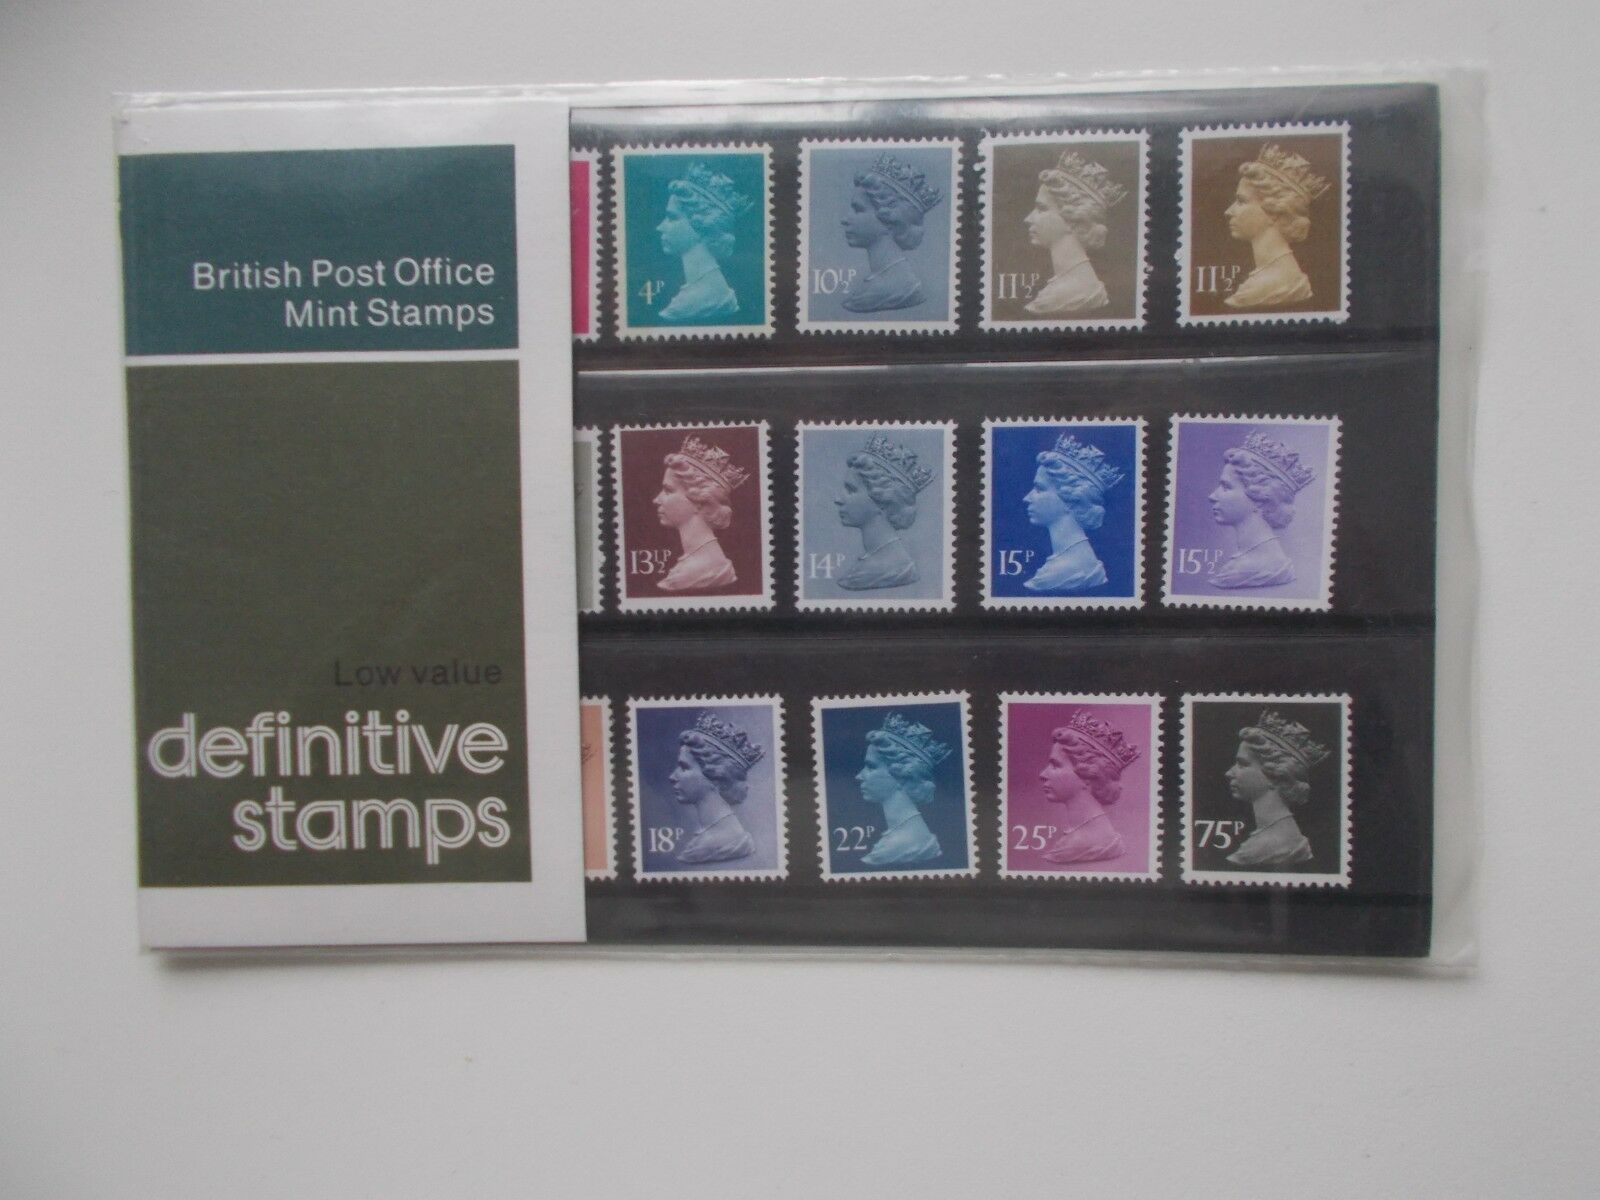 British Post Office
Mint Stamps
Low value
definitive
stamps
4P
10½P
11½P
11½P
13½P
14P
15P
15½P
18P
22P
25P
75P